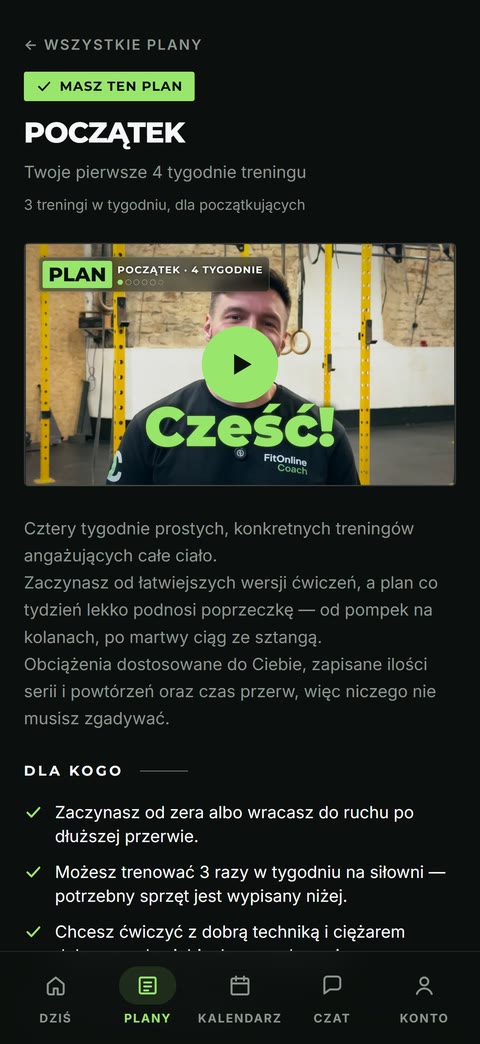 ← WSZYSTKIE PLANY
MASZ TEN PLAN
POCZĄTEK
Twoje pierwsze 4 tygodnie treningu
3 treningi w tygodniu, dla początkujących
PLAN
POCZĄTEK · 4 TYGODNIE
Cześć!
FitOnline
Coach
Cztery tygodnie prostych, konkretnych treningów
angażujących całe ciało.
Zaczynasz od łatwiejszych wersji ćwiczeń, a plan co
tydzień lekko podnosi poprzeczkę — od pompek na
kolanach, po martwy ciąg ze sztangą.
Obciążenia dostosowane do Ciebie, zapisane ilości
serii i powtórzeń oraz czas przerw, więc niczego nie
musisz zgadywać.
DLA KOGO
Zaczynasz od zera albo wracasz do ruchu po
dłuższej przerwie.
Możesz trenować 3 razy w tygodniu na siłowni —
potrzebny sprzęt jest wypisany niżej.
Chcesz ćwiczyć z dobrą techniką i ciężarem
DZIŚ
PLANY
KALENDARZ
CZAT
KONTO